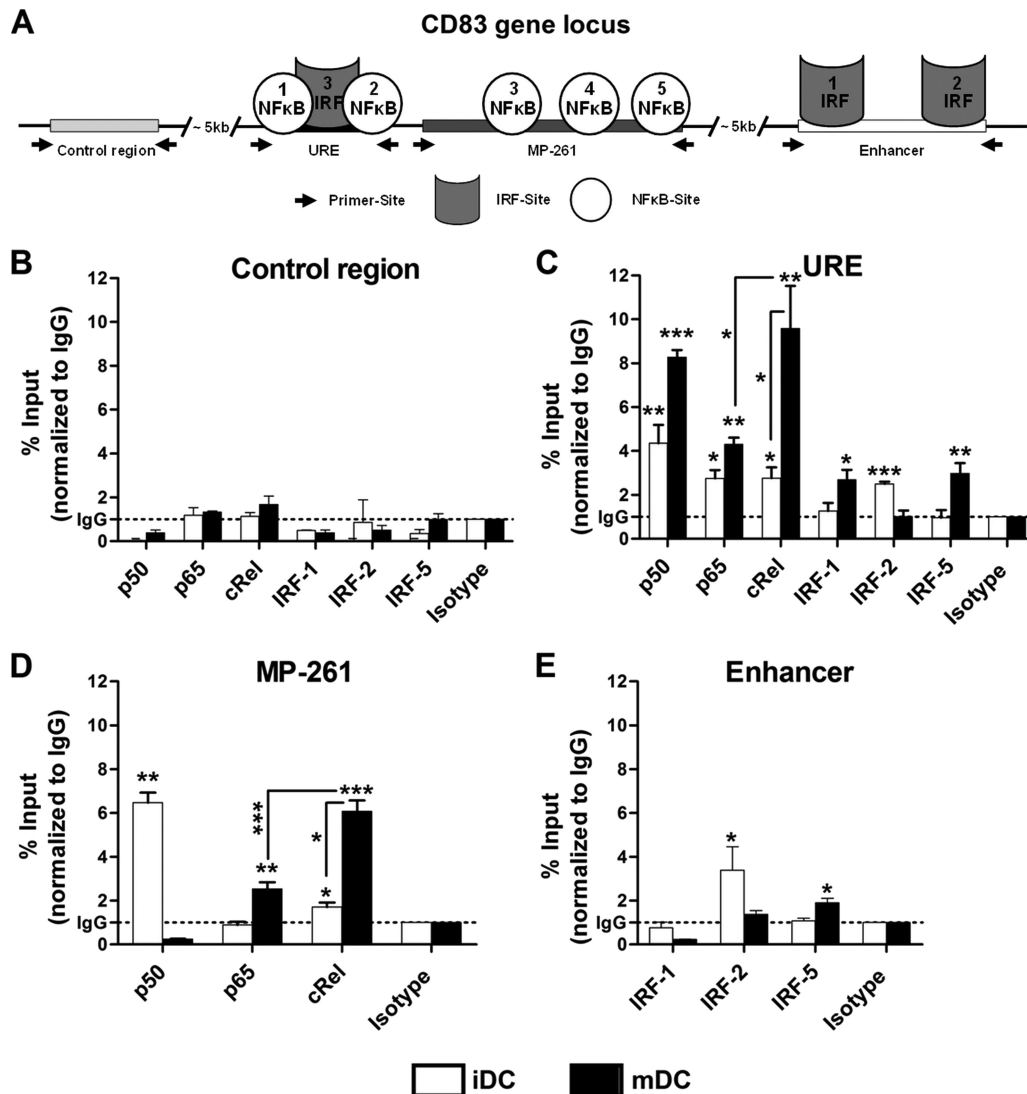 A
CD83 gene locus
1
NFκB
3
IRF
2
NFκB
3
NFκB
4
NFκB
5
NFκB
1
IRF
2
IRF
~ 5kb
~ 5kb
Control region
URE
MP-261
Enhancer
Primer-Site
IRF-Site
NFκB-Site
B
Control region
% Input
(normalized to IgG)
12
10
8
6
4
2
IgG
0
p50
p65
cRel
IRF-1
IRF-2
IRF-5
Isotype
C
URE
% Input
(normalized to IgG)
12
10
8
6
4
2
IgG
0
**
***
*
**
*
**
*
*
*
***
**
p50
p65
cRel
IRF-1
IRF-2
IRF-5
Isotype
D
MP-261
% Input
(normalized to IgG)
12
10
8
6
4
2
IgG
0
**
**
***
*
*
***
p50
p65
cRel
Isotype
E
Enhancer
% Input
(normalized to IgG)
12
10
8
6
4
2
IgG
0
*
*
IRF-1
IRF-2
IRF-5
Isotype
iDC
mDC